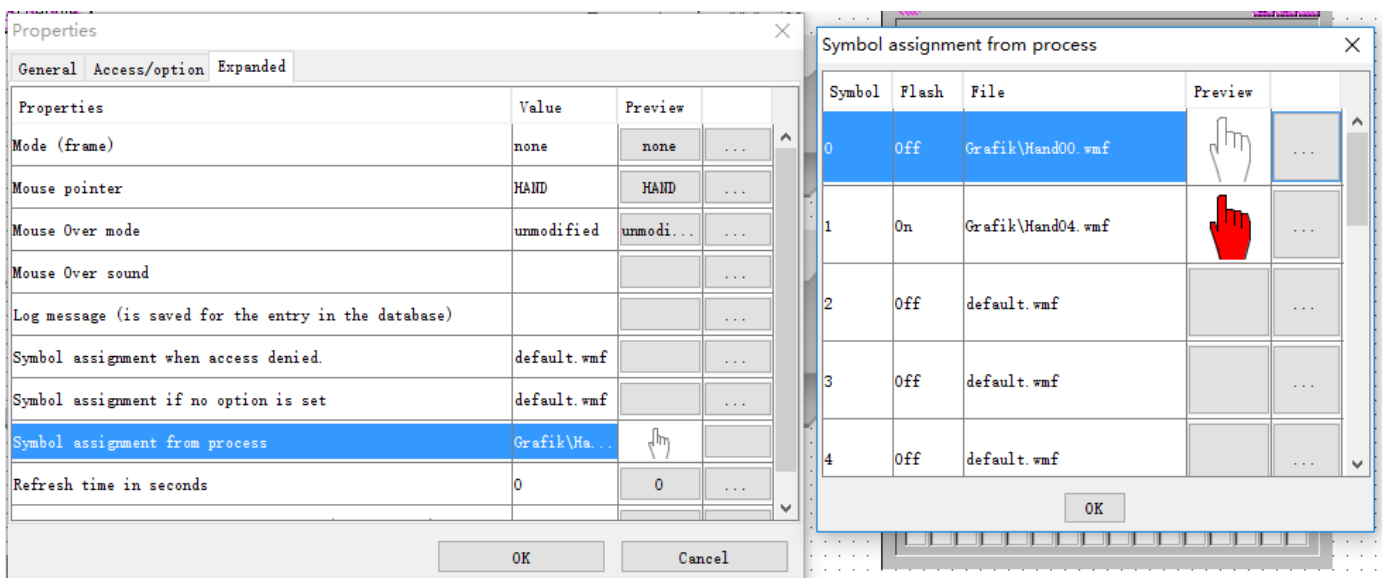 Properties
General Access/option Expanded
Properties Value Preview
Mode (frame) none none ...
Mouse pointer HAND HAND ...
Mouse Over mode unmodified unmodi... ...
Mouse Over sound ...
Log message (is saved for the entry in the database) ...
Symbol assignment when access denied. default.wmf ...
Symbol assignment if no option is set default.wmf ...
Symbol assignment from process Grafik\Ha...
Refresh time in seconds 0 0 ...
OK Cancel
Symbol assignment from process
Symbol Flash File Preview
0 Off Grafik\Hand00.wmf ...
1 On Grafik\Hand04.wmf ...
2 Off default.wmf ...
3 Off default.wmf ...
4 Off default.wmf ...
OK